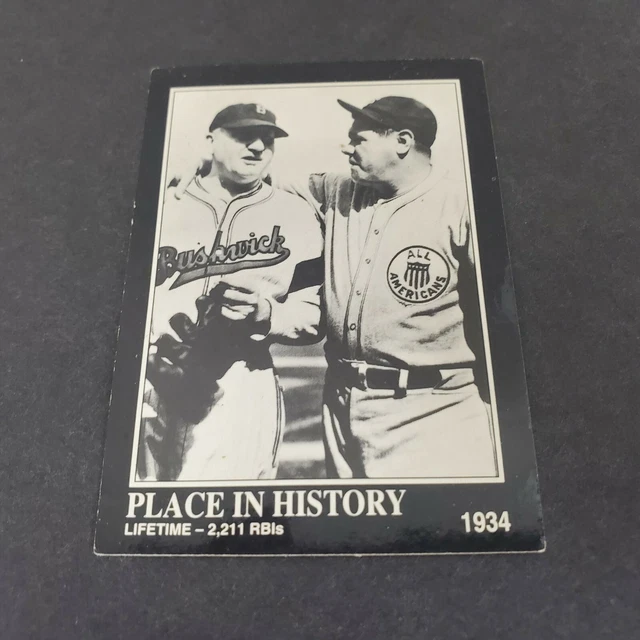 B
Bushwick
ALL
AMERICANS
PLACE IN HISTORY
LIFETIME – 2,211 RBIs
1934